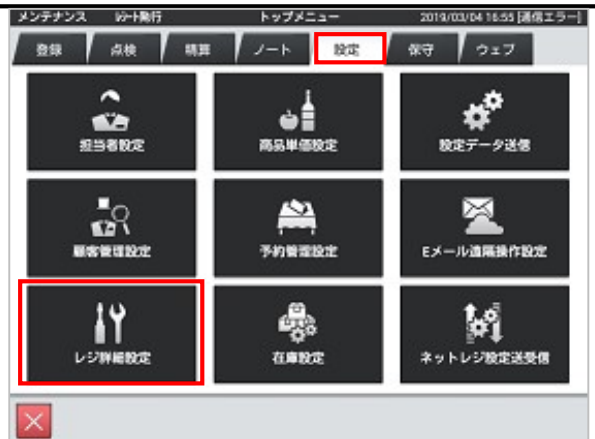 メンテナンス ﾚｼｰﾄ発行 トップメニュー 2019/03/04 16:55 [通信エラー]
登録 点検 精算 ノート 設定 保守 ウェブ
担当者設定 商品単価設定 設定データ送信
顧客管理設定 予約管理設定 Eメール遠隔操作設定
レジ詳細設定 在庫設定 ネットレジ設定送受信